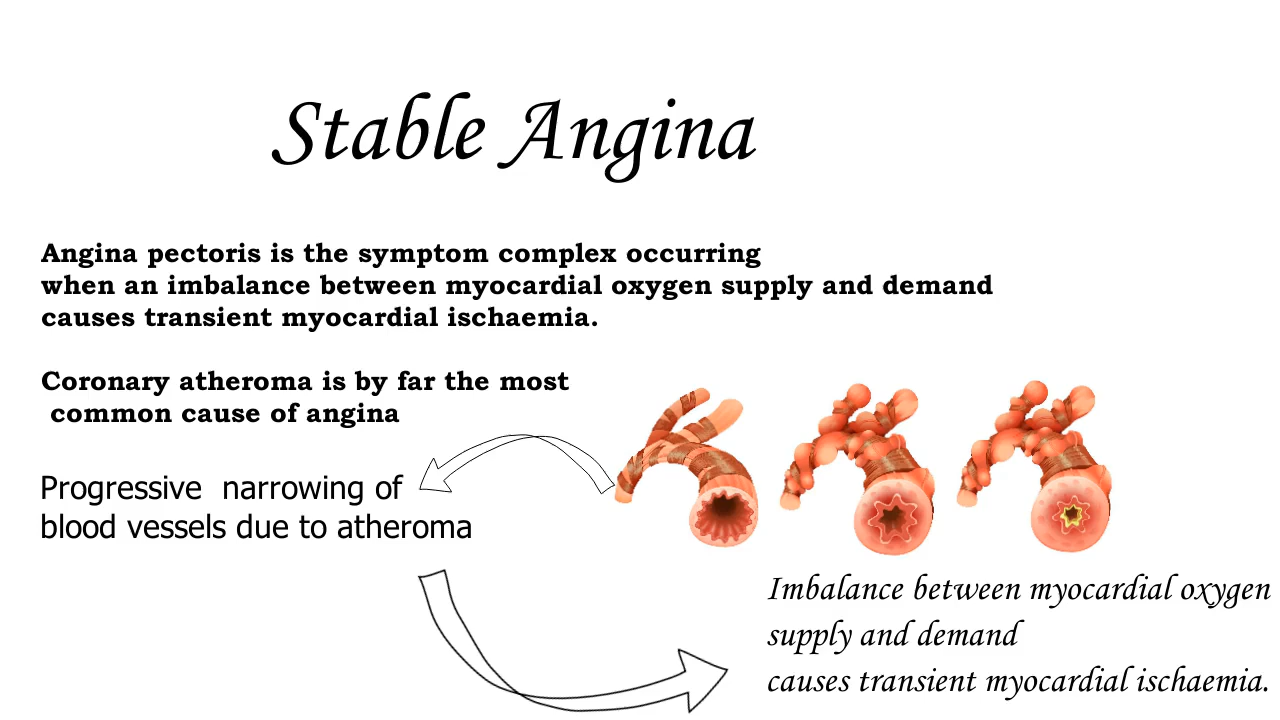 Stable Angina
Angina pectoris is the symptom complex occurring
when an imbalance between myocardial oxygen supply and demand
causes transient myocardial ischaemia.
Coronary atheroma is by far the most
common cause of angina
Progressive narrowing of
blood vessels due to atheroma
Imbalance between myocardial oxygen
supply and demand
causes transient myocardial ischaemia.